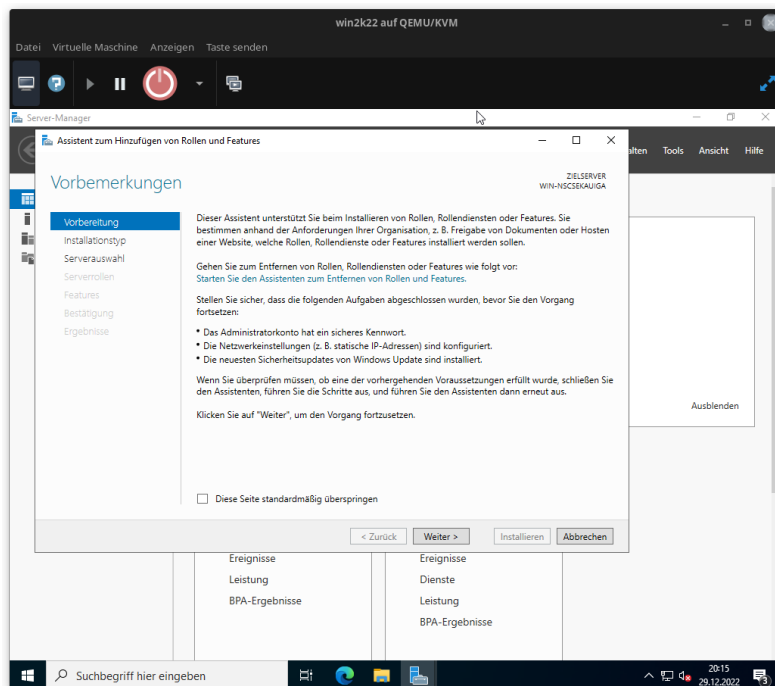 win2k22 auf QEMU/KVM
Datei Virtuelle Maschine Anzeigen Taste senden
Server-Manager
alten Tools Ansicht Hilfe
Assistent zum Hinzufügen von Rollen und Features
Vorbemerkungen
ZIELSERVER
WIN-NSCSEKAUIGA
Vorbereitung
Installationstyp
Serverauswahl
Serverrollen
Features
Bestätigung
Ergebnisse
Dieser Assistent unterstützt Sie beim Installieren von Rollen, Rollendiensten oder Features. Sie
bestimmen anhand der Anforderungen Ihrer Organisation, z. B. Freigabe von Dokumenten oder Hosten
einer Website, welche Rollen, Rollendienste oder Features installiert werden sollen.
Gehen Sie zum Entfernen von Rollen, Rollendiensten oder Features wie folgt vor:
Starten Sie den Assistenten zum Entfernen von Rollen und Features.
Stellen Sie sicher, dass die folgenden Aufgaben abgeschlossen wurden, bevor Sie den Vorgang
fortsetzen:
• Das Administratorkonto hat ein sicheres Kennwort.
• Die Netzwerkeinstellungen (z. B. statische IP-Adressen) sind konfiguriert.
• Die neuesten Sicherheitsupdates von Windows Update sind installiert.
Wenn Sie überprüfen müssen, ob eine der vorhergehenden Voraussetzungen erfüllt wurde, schließen Sie
den Assistenten, führen Sie die Schritte aus, und führen Sie den Assistenten dann erneut aus.
Klicken Sie auf "Weiter", um den Vorgang fortzusetzen.
Diese Seite standardmäßig überspringen
< Zurück Weiter > Installieren Abbrechen
Ausblenden
Ereignisse
Leistung
BPA-Ergebnisse
Ereignisse
Dienste
Leistung
BPA-Ergebnisse
Suchbegriff hier eingeben
20:15
29.12.2022
3